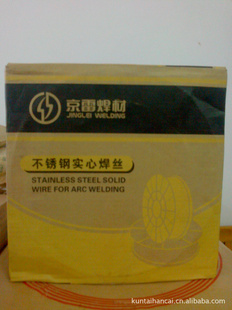 京雷焊材
JINGLEI WELDING
不锈钢实心焊丝
STAINLESS STEEL SOLID
WIRE FOR ARC WELDING
kuntaihancai.cn.alibaba.com